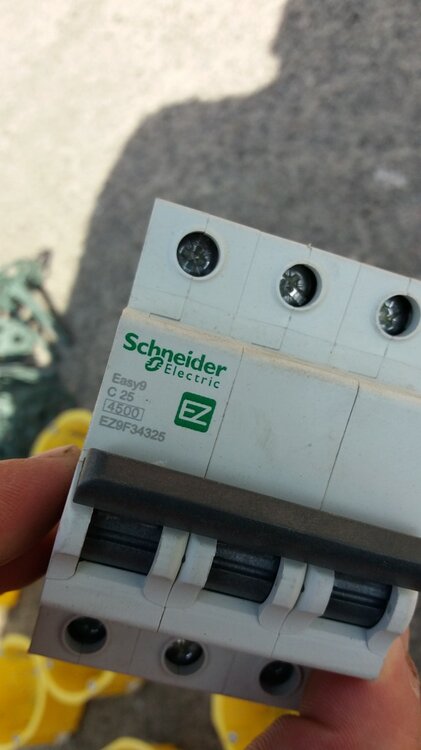 Schneider
Electric
Easy9
C 25
4500
EZ9F34325
EZ